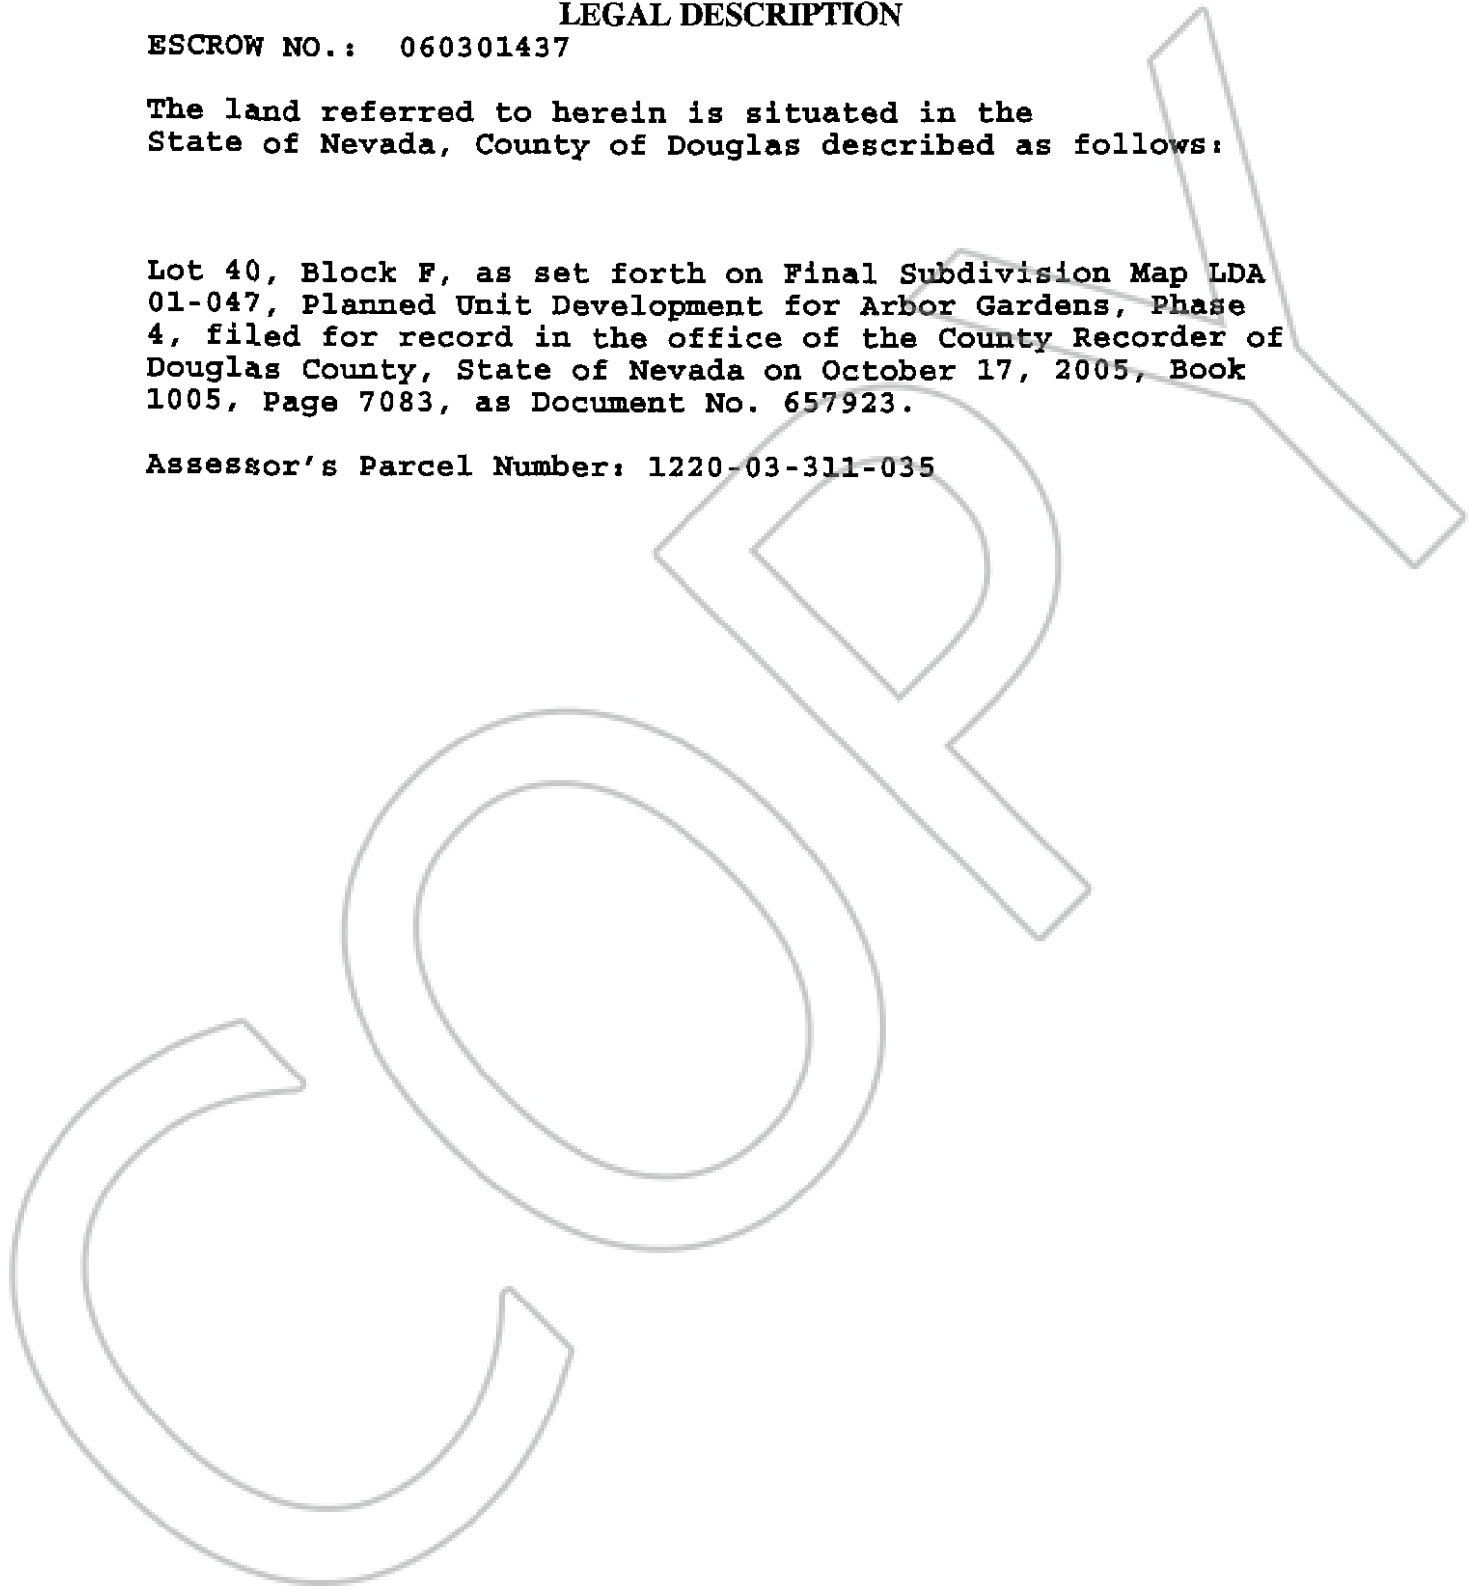 LEGAL DESCRIPTION
ESCROW NO.: 060301437
The land referred to herein is situated in the
State of Nevada, County of Douglas described as follows:
Lot 40, Block F, as set forth on Final Subdivision Map LDA
01-047, Planned Unit Development for Arbor Gardens, Phase
4, filed for record in the office of the County Recorder of
Douglas County, State of Nevada on October 17, 2005, Book
1005, Page 7083, as Document No. 657923.
Assessor's Parcel Number: 1220-03-311-035
COPY